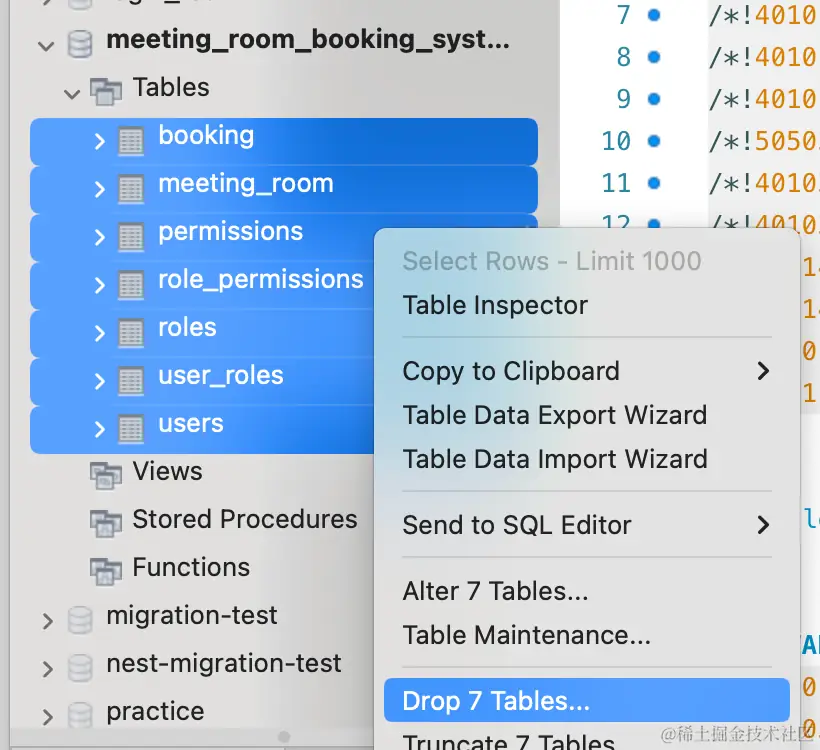 meeting_room_booking_syst...
Tables
booking
meeting_room
permissions
role_permissions
roles
user_roles
users
Views
Stored Procedures
Functions
migration-test
nest-migration-test
practice
7 /*!4010
8 /*!4010
9 /*!4010
10 /*!5050
11 /*!4010
12 /*!4010
Select Rows - Limit 1000
Table Inspector
Copy to Clipboard
Table Data Export Wizard
Table Data Import Wizard
Send to SQL Editor
Alter 7 Tables...
Table Maintenance...
Drop 7 Tables...
Truncate 7 Tables
@稀土掘金技术社区